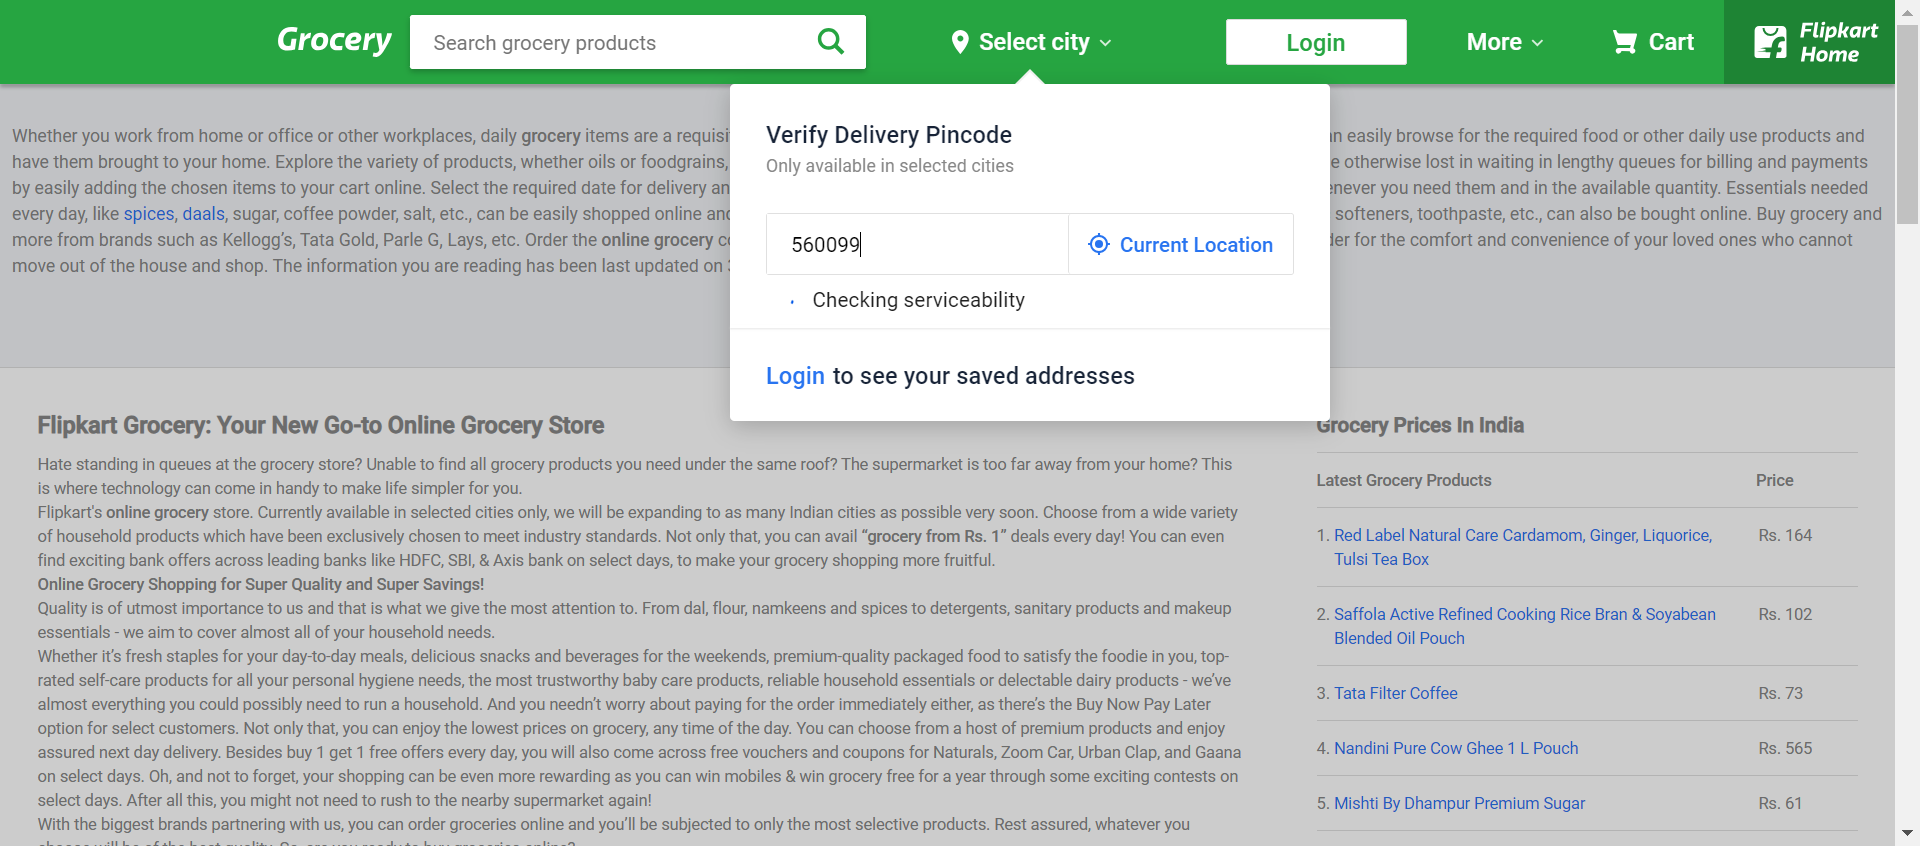 Grocery
Search grocery products
Select city
Login
More
Cart
Flipkart
Home
Verify Delivery Pincode
Only available in selected cities
560099
Current Location
Checking serviceability
Login to see your saved addresses
Whether you work from home or office or other workplaces, daily grocery items are a requisi
have them brought to your home. Explore the variety of products, whether oils or foodgrains,
by easily adding the chosen items to your cart online. Select the required date for delivery an
every day, like spices, daals, sugar, coffee powder, salt, etc., can be easily shopped online and
more from brands such as Kellogg's, Tata Gold, Parle G, Lays, etc. Order the online grocery
move out of the house and shop. The information you are reading has been last updated on
easily browse for the required food or other daily use products and
otherwise lost in waiting in lengthy queues for billing and payments
you need them and in the available quantity. Essentials needed
softeners, toothpaste, etc., can also be bought online. Buy grocery and
for the comfort and convenience of your loved ones who cannot
Flipkart Grocery: Your New Go-to Online Grocery Store
Hate standing in queues at the grocery store? Unable to find all grocery products you need under the same roof? The supermarket is too far away from your home? This
is where technology can come in handy to make life simpler for you.
Flipkart's online grocery store. Currently available in selected cities only, we will be expanding to as many Indian cities as possible very soon. Choose from a wide variety
of household products which have been exclusively chosen to meet industry standards. Not only that, you can avail “grocery from Rs. 1” deals every day! You can even
find exciting bank offers across leading banks like HDFC, SBI, & Axis bank on select days, to make your grocery shopping more fruitful.
Online Grocery Shopping for Super Quality and Super Savings!
Quality is of utmost importance to us and that is what we give the most attention to. From dal, flour, namkeens and spices to detergents, sanitary products and makeup
essentials - we aim to cover almost all of your household needs.
Whether it’s fresh staples for your day-to-day meals, delicious snacks and beverages for the weekends, premium-quality packaged food to satisfy the foodie in you, top-
rated self-care products for all your personal hygiene needs, the most trustworthy baby care products, reliable household essentials or delectable dairy products - we’ve
almost everything you could possibly need to run a household. And you needn’t worry about paying for the order immediately either, as there’s the Buy Now Pay Later
option for select customers. Not only that, you can enjoy the lowest prices on grocery, any time of the day. You can choose from a host of premium products and enjoy
assured next day delivery. Besides buy 1 get 1 free offers every day, you will also come across free vouchers and coupons for Naturals, Zoom Car, Urban Clap, and Gaana
on select days. Oh, and not to forget, your shopping can be even more rewarding as you can win mobiles & win grocery free for a year through some exciting contests on
select days. After all this, you might not need to rush to the nearby supermarket again!
With the biggest brands partnering with us, you can order groceries online and you’ll be subjected to only the most selective products. Rest assured, whatever you
Grocery Prices In India
Latest Grocery Products Price
1. Red Label Natural Care Cardamom, Ginger, Liquorice, Rs. 164
Tulsi Tea Box
2. Saffola Active Refined Cooking Rice Bran & Soyabean Rs. 102
Blended Oil Pouch
3. Tata Filter Coffee Rs. 73
4. Nandini Pure Cow Ghee 1 L Pouch Rs. 565
5. Mishti By Dhampur Premium Sugar Rs. 61